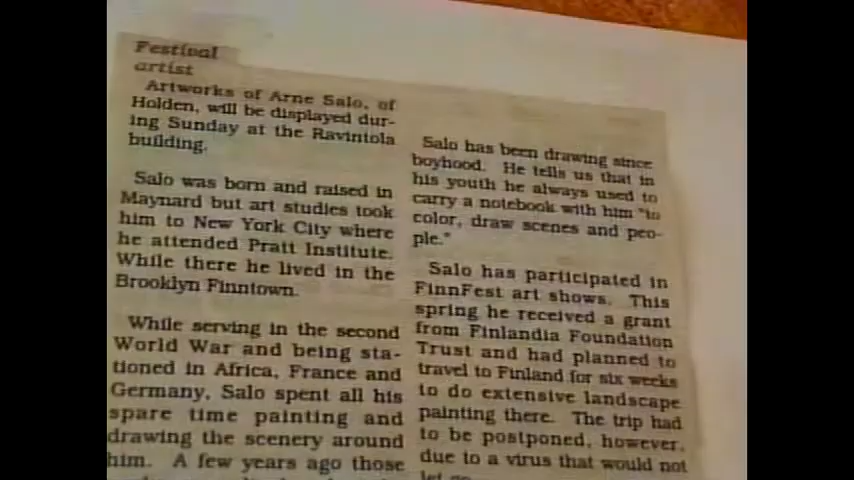 Festival
artist
Artworks of Arne Salo, of
Holden, will be displayed dur-
ing Sunday at the Ravintola
building.
Salo was born and raised in
Maynard but art studies took
him to New York City where
he attended Pratt Institute.
While there he lived in the
Brooklyn Finntown.
While serving in the second
World War and being sta-
tioned in Africa, France and
Germany, Salo spent all his
spare time painting and
drawing the scenery around
him. A few years ago those
Salo has been drawing since
boyhood. He tells us that in
his youth he always used to
carry a notebook with him "to
color, draw scenes and peo-
ple."
Salo has participated in
FinnFest art shows. This
spring he received a grant
from Finlandia Foundation
Trust and had planned to
travel to Finland for six weeks
to do extensive landscape
painting there. The trip had
to be postponed, however,
due to a virus that would not
let go